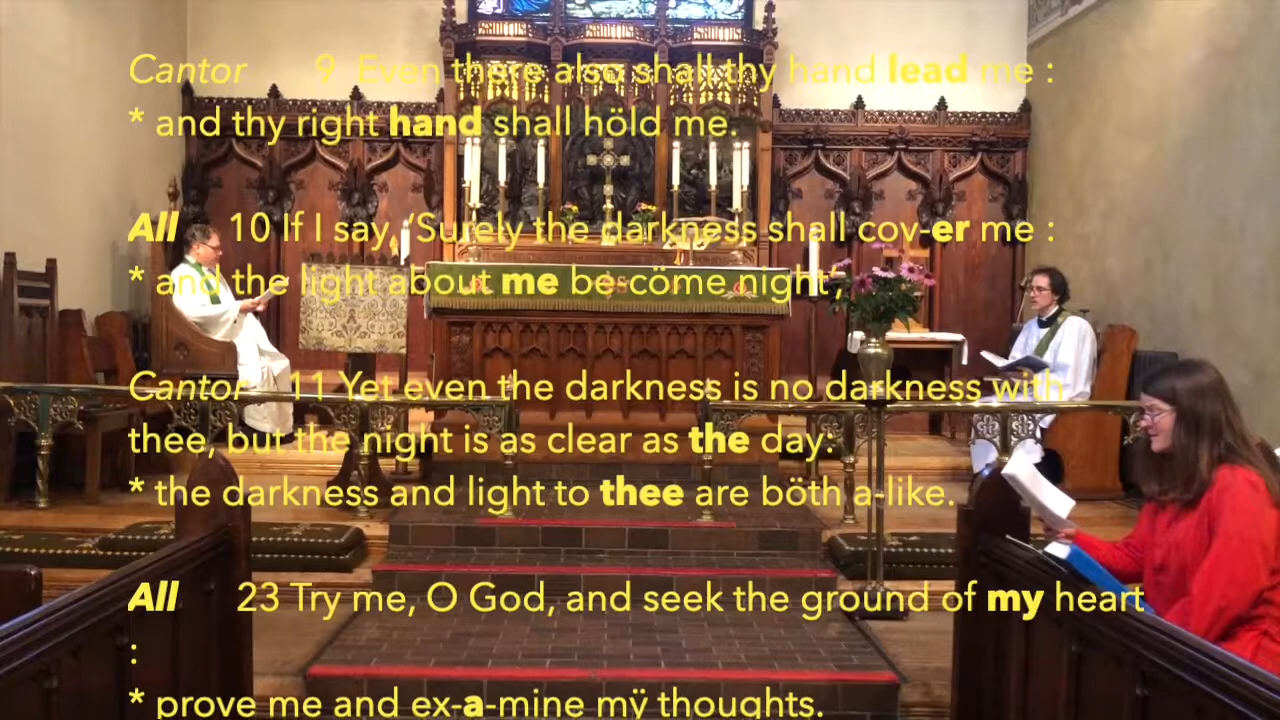 SANCTUS SANCTUS SANCTUS
Cantor 9 Even there also shall thy hand lead me :
* and thy right hand shall höld me.
All 10 If I say, ‘Surely the darkness shall cov-er me :
* and the light about me be-cöme night’,
Cantor 11 Yet even the darkness is no darkness with
thee, but the night is as clear as the day:
* the darkness and light to thee are böth a-like.
All 23 Try me, O God, and seek the ground of my heart
:
* prove me and ex-a-mine mÿ thoughts.